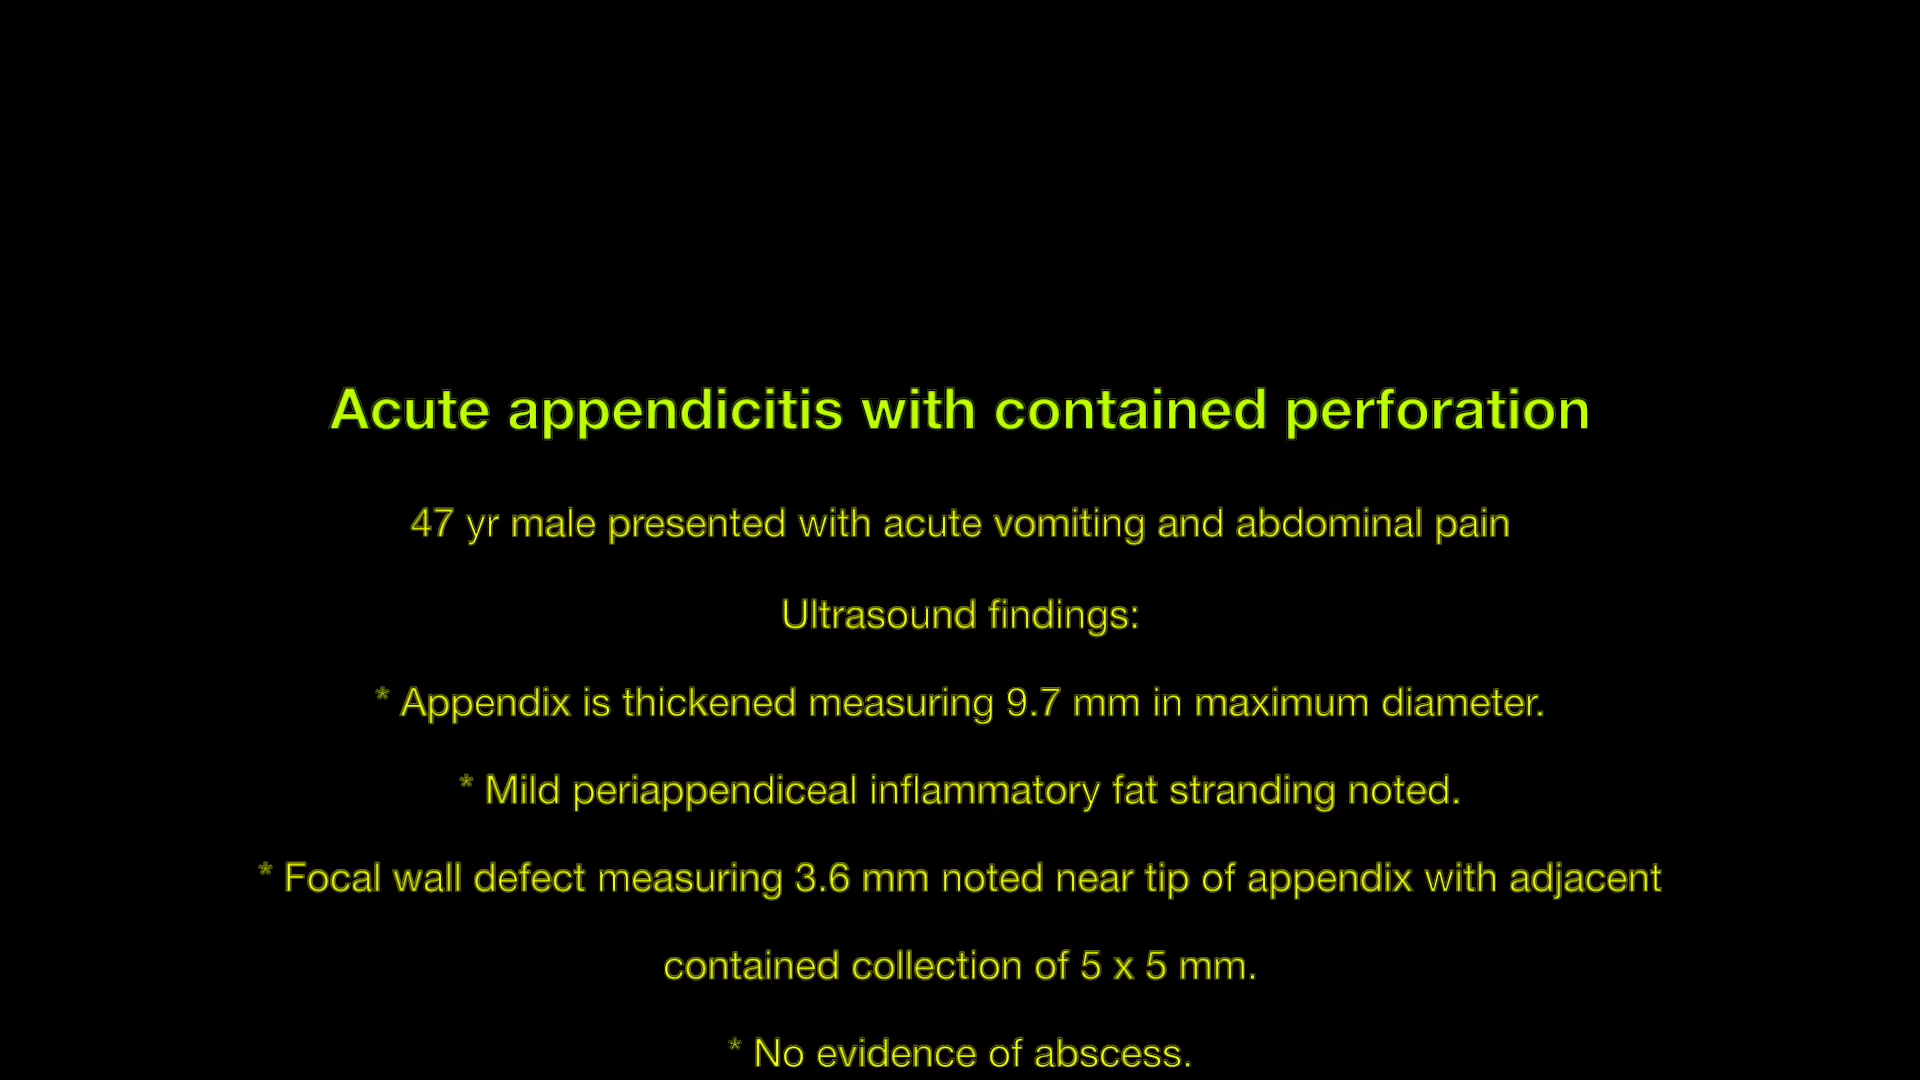 Acute appendicitis with contained perforation
47 yr male presented with acute vomiting and abdominal pain
Ultrasound findings:
* Appendix is thickened measuring 9.7 mm in maximum diameter.
* Mild periappendiceal inflammatory fat stranding noted.
* Focal wall defect measuring 3.6 mm noted near tip of appendix with adjacent
contained collection of 5 x 5 mm.
* No evidence of abscess.